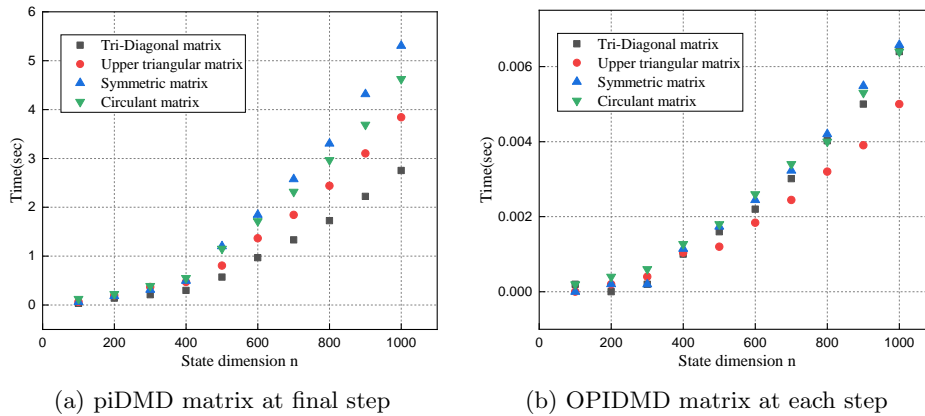 6
5
4
3
2
1
0
Time(sec)
Tri-Diagonal matrix
Upper triangular matrix
Symmetric matrix
Circulant matrix
0 200 400 600 800 1000
State dimension n
(a) piDMD matrix at final step
0.006
0.004
0.002
0.000
Time(sec)
Tri-Diagonal matrix
Upper triangular matrix
Symmetric matrix
Circulant matrix
0 200 400 600 800 1000
State dimension n
(b) OPIDMD matrix at each step